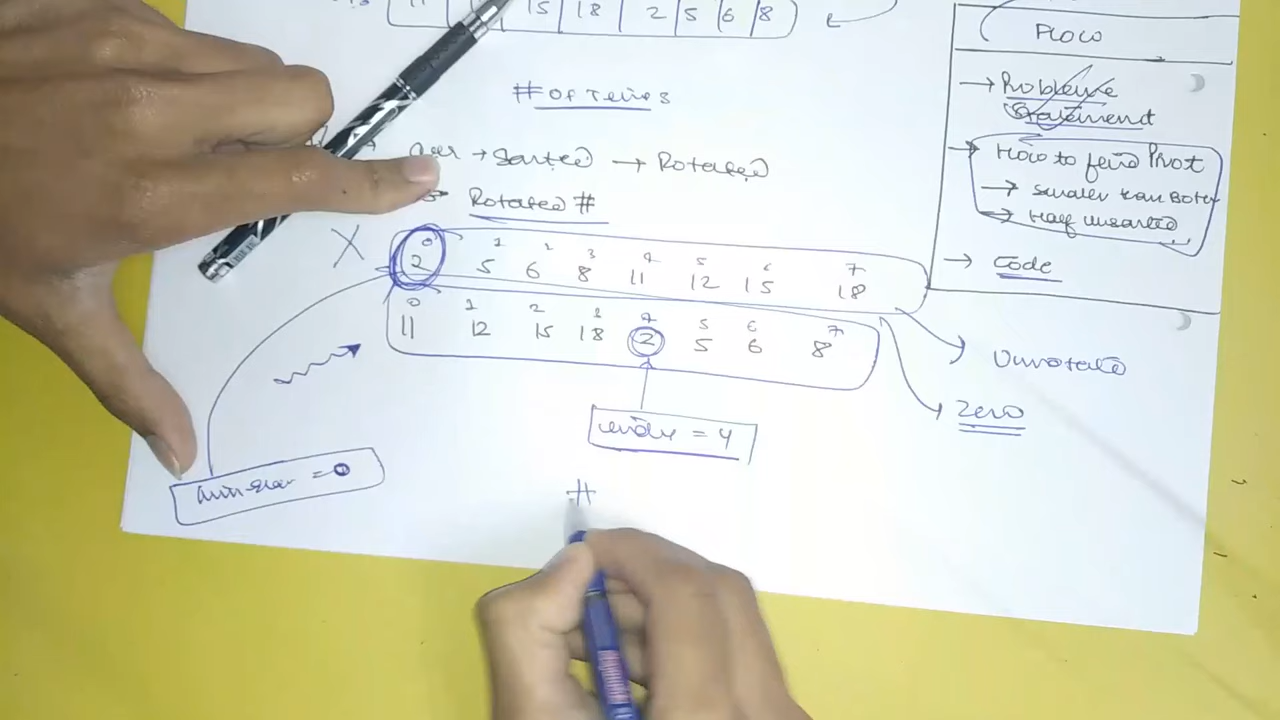 11 15 18 2 5 6 8
# OF Times
arr → Sorted → Rotated
Rotated #
X
0 1 2 3 4 5 6 7
2 5 6 8 11 12 15 18
0 1 2 3 4 5 6 7
11 12 15 18 2 5 6 8
index = 4
= 0
#
Unrotate
Zero
Flow
→ Problem
Statement
→ How to find Pivot
→ Smaller than Both
→ Half unsorted
→ Code